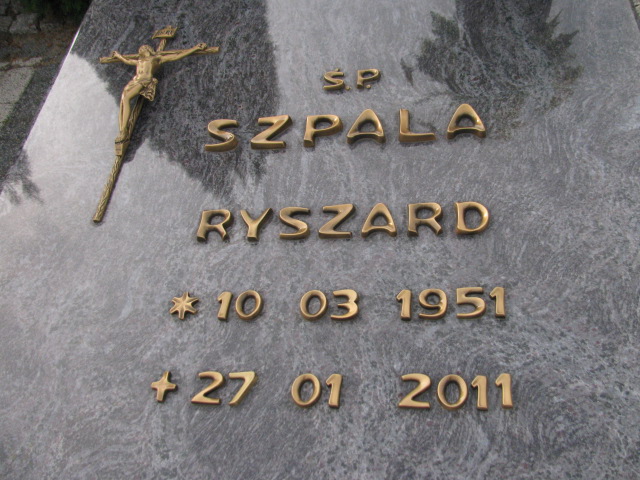 Ś.P.
SZPALA
RYSZARD
* 10 03 1951
+ 27 01 2011